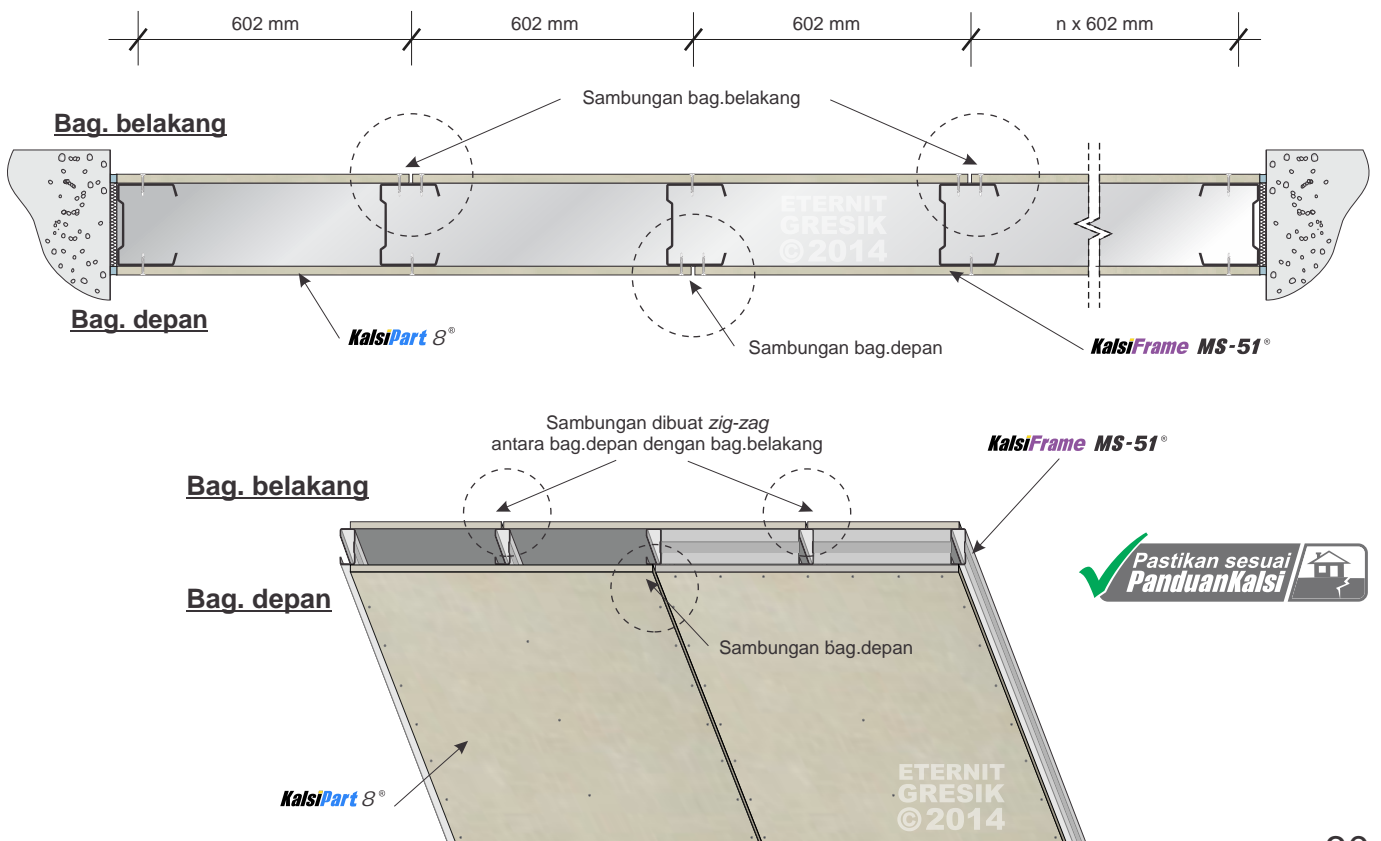 602 mm
602 mm
602 mm
n x 602 mm
Sambungan bag.belakang
Bag. belakang
ETERNIT
GRESIK
©2014
Bag. depan
KalsiPart 8®
Sambungan bag.depan
KalsiFrame MS-51®
Sambungan dibuat zig-zag
antara bag.depan dengan bag.belakang
KalsiFrame MS-51®
Bag. belakang
Pastikan sesuai
PanduanKalsi
Bag. depan
Sambungan bag.depan
ETERNIT
GRESIK
©2014
KalsiPart 8®